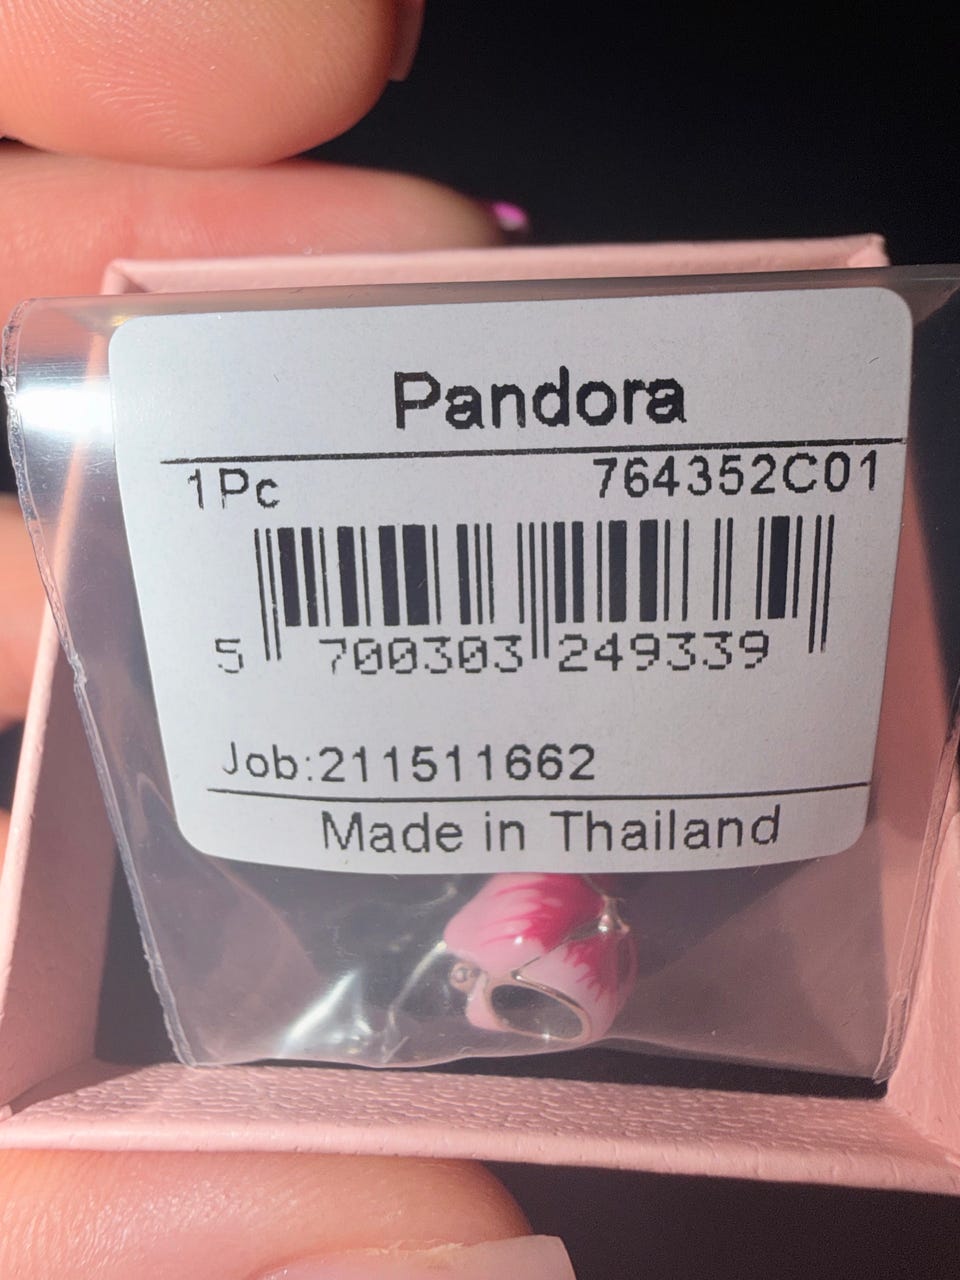 Pandora
1Pc 764352C01
5 700303 249339
Job:211511662
Made in Thailand